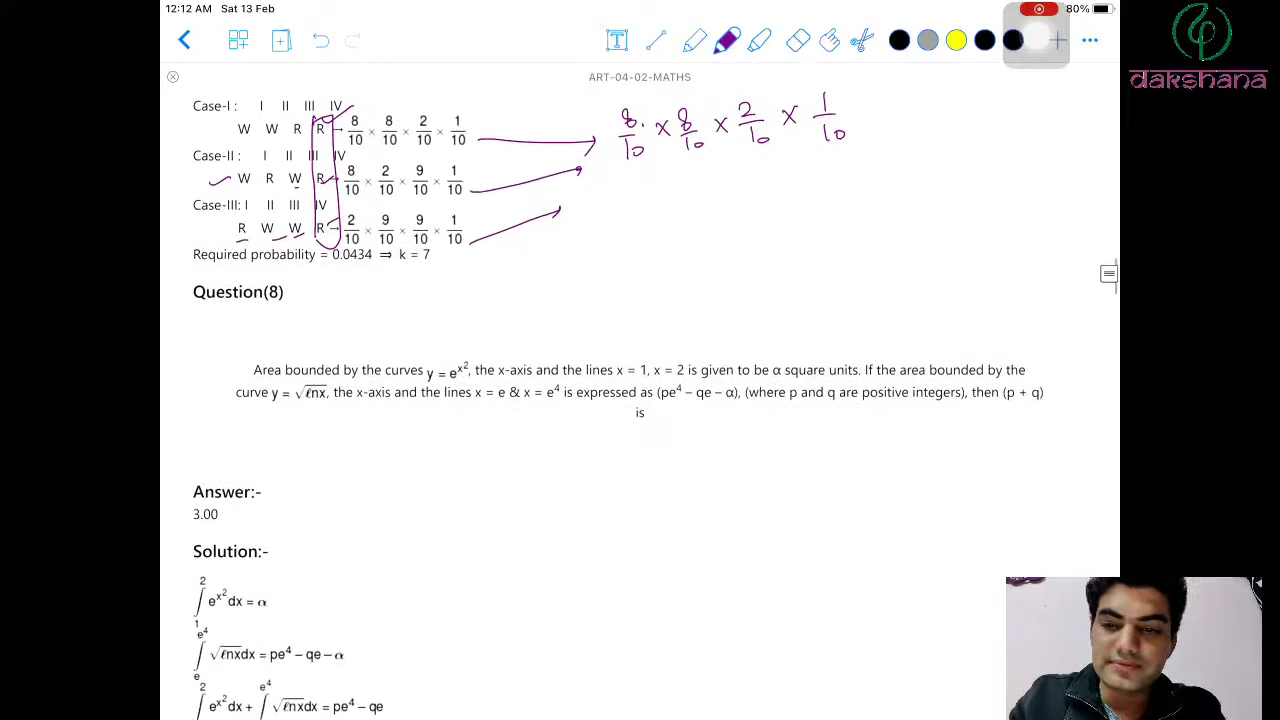 12:12 AM Sat 13 Feb
80%
ART-04-02-MATHS
dakshana
Case-I : I II III IV
W W R R → 8/10 × 8/10 × 2/10 × 1/10
8/10 × 8/10 × 2/10 × 1/10
Case-II : I II III IV
W R W R → 8/10 × 2/10 × 9/10 × 1/10
Case-III: I II III IV
R W W R → 2/10 × 9/10 × 9/10 × 1/10
Required probability = 0.0434 ⇒ k = 7
Question(8)
Area bounded by the curves y = e^x², the x-axis and the lines x = 1, x = 2 is given to be α square units. If the area bounded by the
curve y = √ℓnx, the x-axis and the lines x = e & x = e⁴ is expressed as (pe⁴ – qe – α), (where p and q are positive integers), then (p + q)
is
Answer:-
3.00
Solution:-
∫₁² e^x² dx = α
∫ₑ^e⁴ √ℓnx dx = pe⁴ – qe – α
∫² e^x² dx + ∫^e⁴ √ℓnx dx = pe⁴ – qe